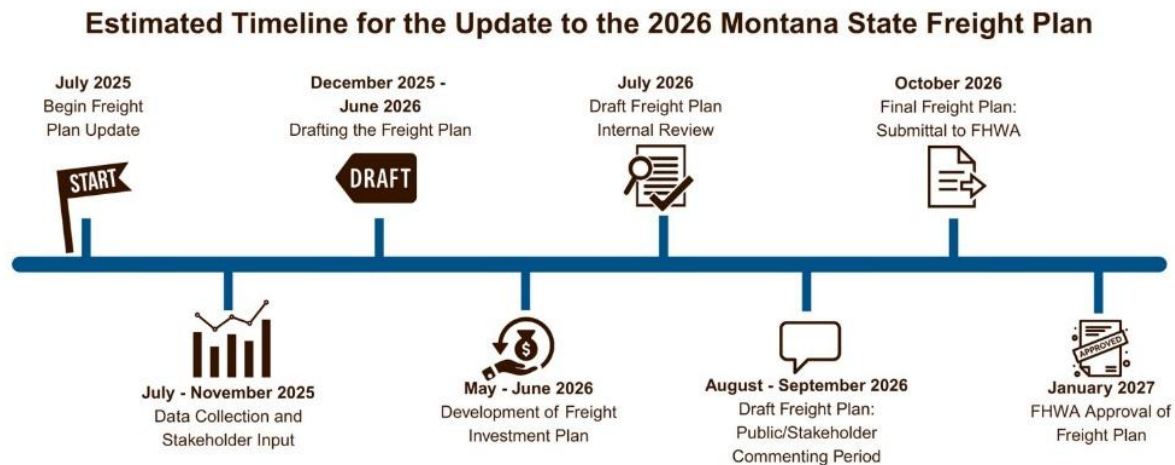 Estimated Timeline for the Update to the 2026 Montana State Freight Plan
July 2025
Begin Freight
Plan Update
START
December 2025 -
June 2026
Drafting the Freight Plan
DRAFT
July 2026
Draft Freight Plan
Internal Review
October 2026
Final Freight Plan:
Submittal to FHWA
July - November 2025
Data Collection and
Stakeholder Input
$
May - June 2026
Development of Freight
Investment Plan
August - September 2026
Draft Freight Plan:
Public/Stakeholder
Commenting Period
APPROVED
January 2027
FHWA Approval of
Freight Plan